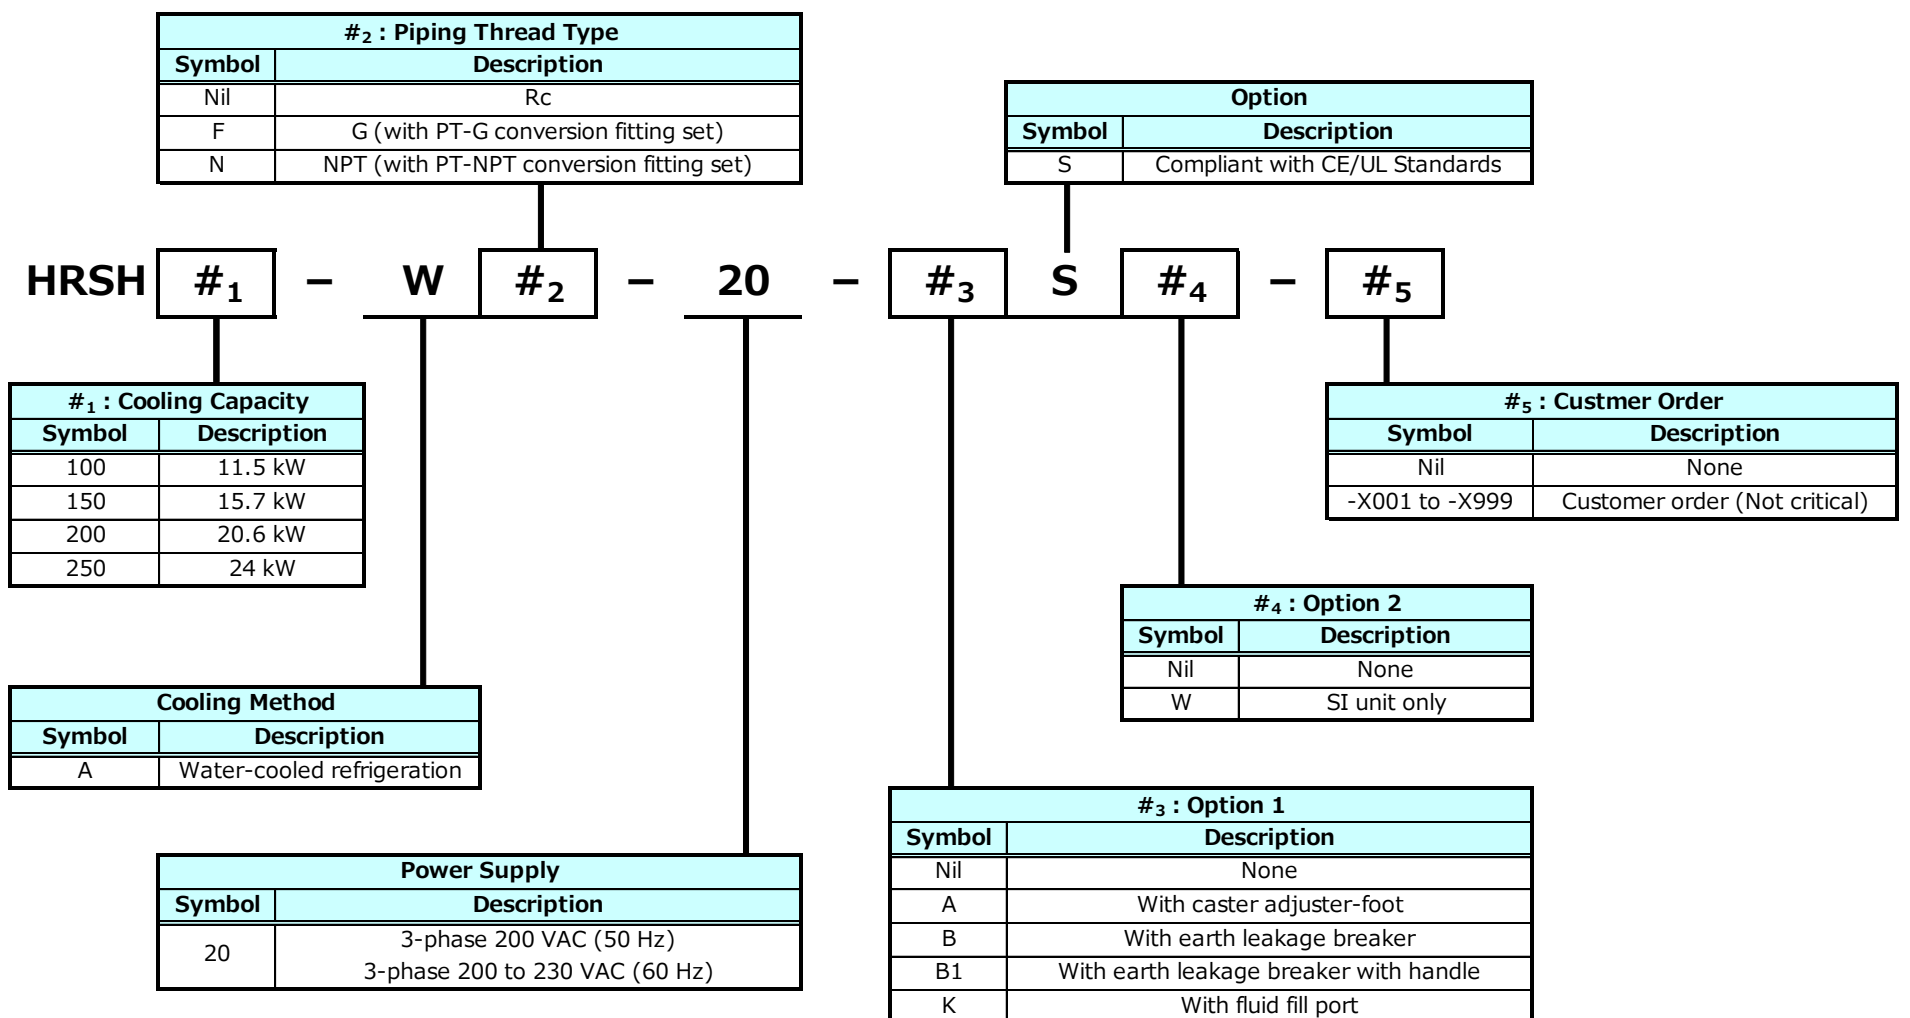 #2 : Piping Thread Type
Symbol Description
Nil Rc
F G (with PT-G conversion fitting set)
N NPT (with PT-NPT conversion fitting set)
Option
Symbol Description
S Compliant with CE/UL Standards
HRSH #1 – W #2 – 20 – #3 S #4 – #5
#1 : Cooling Capacity
Symbol Description
100 11.5 kW
150 15.7 kW
200 20.6 kW
250 24 kW
#5 : Custmer Order
Symbol Description
Nil None
-X001 to -X999 Customer order (Not critical)
#4 : Option 2
Symbol Description
Nil None
W SI unit only
Cooling Method
Symbol Description
A Water-cooled refrigeration
#3 : Option 1
Symbol Description
Nil None
A With caster adjuster-foot
B With earth leakage breaker
B1 With earth leakage breaker with handle
K With fluid fill port
Power Supply
Symbol Description
20 3-phase 200 VAC (50 Hz)
3-phase 200 to 230 VAC (60 Hz)